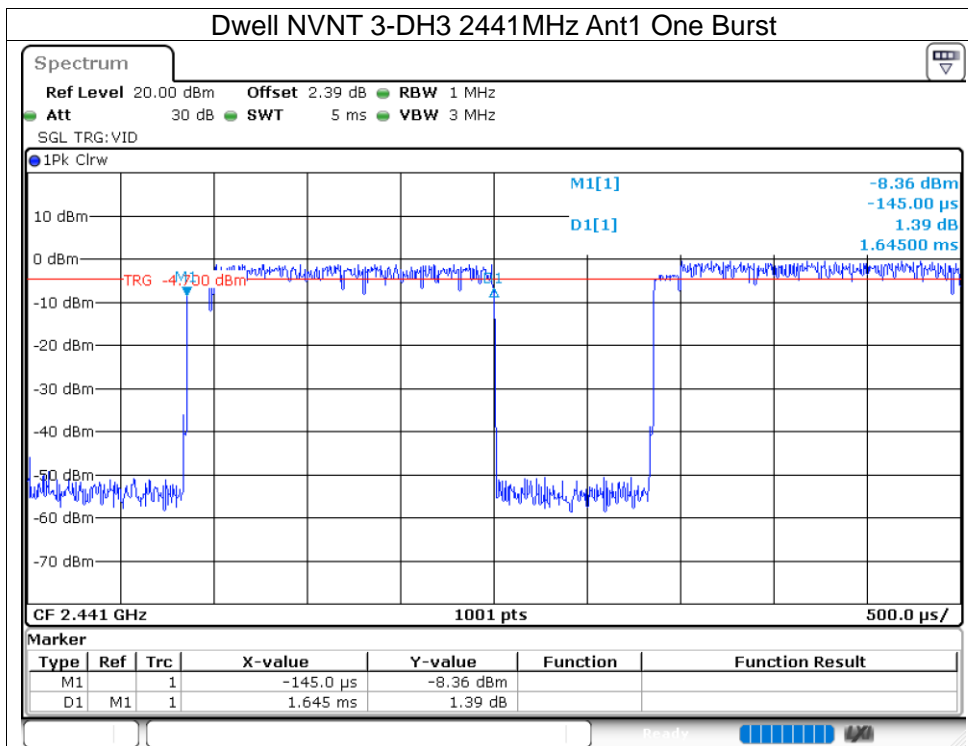 Dwell NVNT 3-DH3 2441MHz Ant1 One Burst
Spectrum
Ref Level 20.00 dBm Offset 2.39 dB RBW 1 MHz
Att 30 dB SWT 5 ms VBW 3 MHz
SGL TRG:VID
1Pk Clrw
M1[1] -8.36 dBm
-145.00 µs
10 dBm
D1[1] 1.39 dB
1.64500 ms
0 dBm
TRG -4.700 dBm
M1
D1
-10 dBm
-20 dBm
-30 dBm
-40 dBm
-50 dBm
-60 dBm
-70 dBm
CF 2.441 GHz 1001 pts 500.0 µs/
Marker
Type Ref Trc X-value Y-value Function Function Result
M1 1 -145.0 µs -8.36 dBm
D1 M1 1 1.645 ms 1.39 dB
Ready